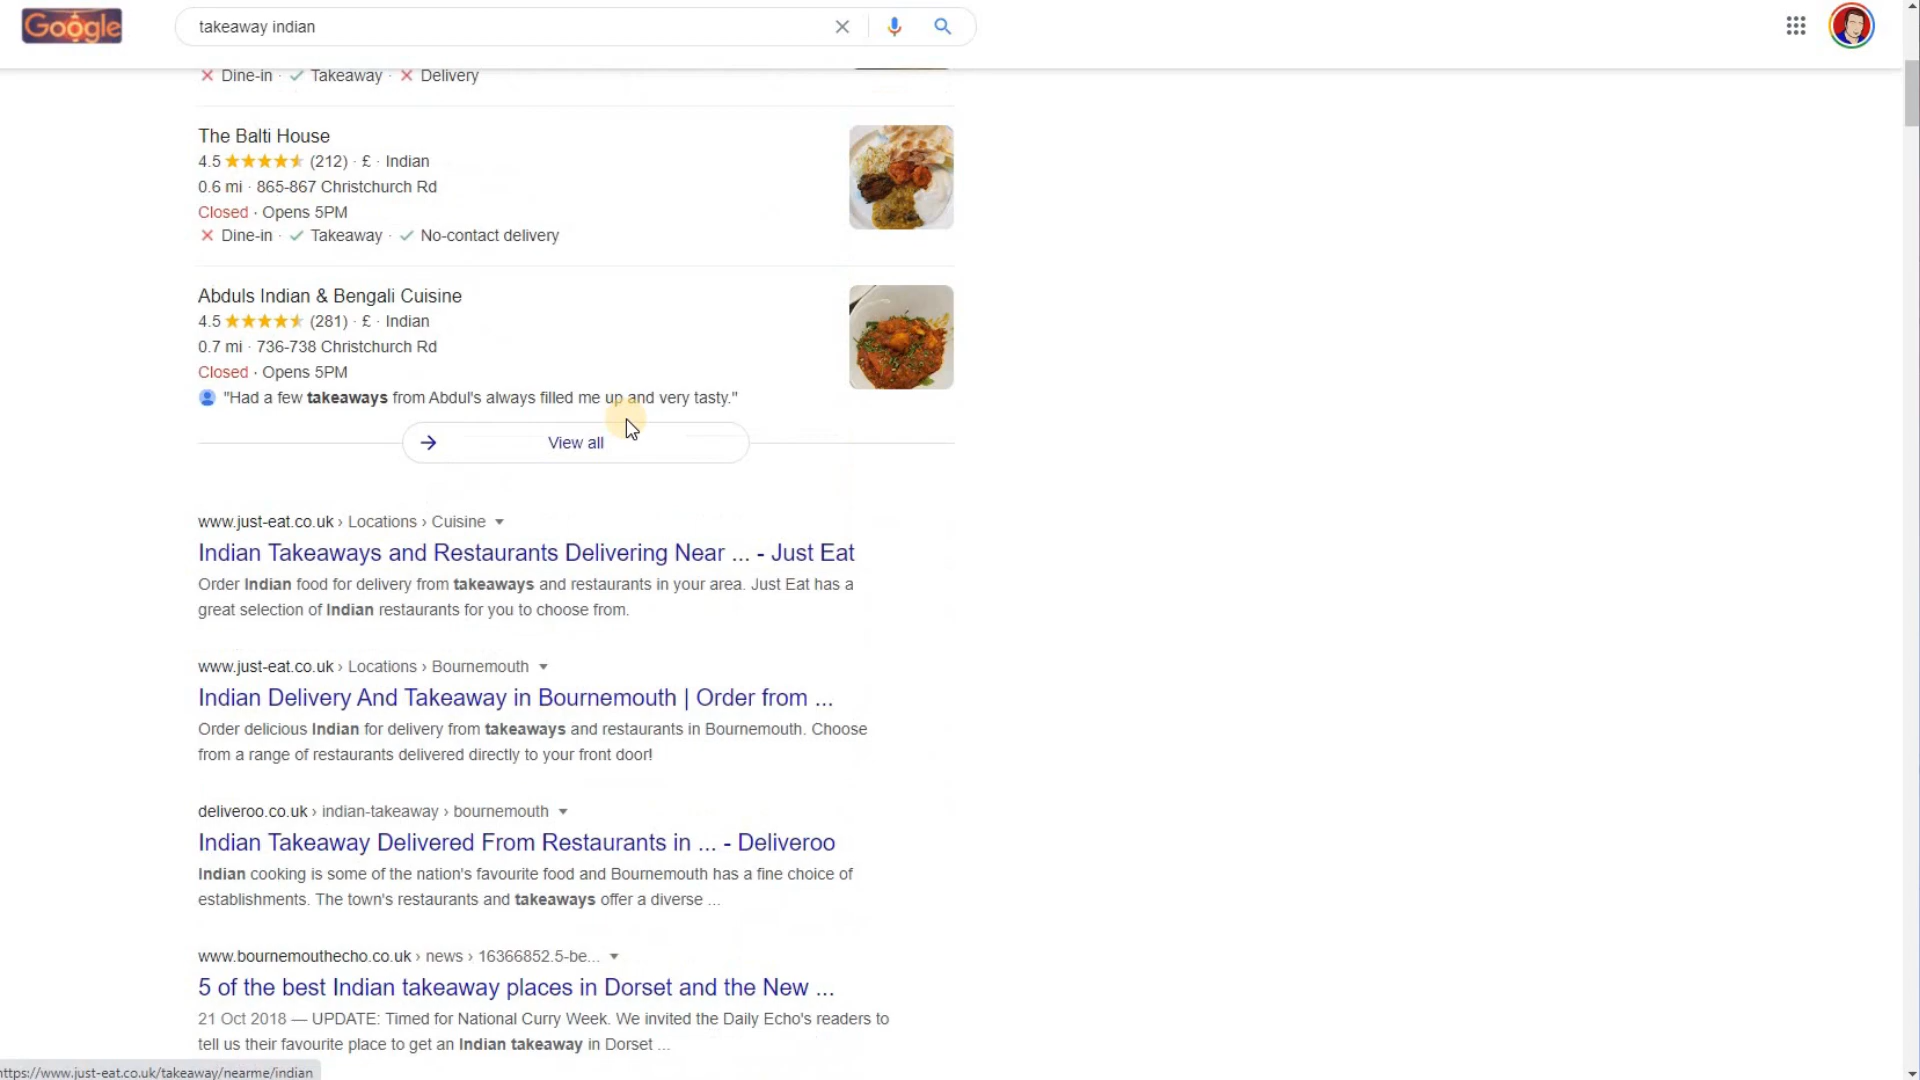 Google
takeaway indian
Dine-in · Takeaway · Delivery
The Balti House
4.5 (212) · £ · Indian
0.6 mi · 865-867 Christchurch Rd
Closed · Opens 5PM
Dine-in · Takeaway · No-contact delivery
Abduls Indian & Bengali Cuisine
4.5 (281) · £ · Indian
0.7 mi · 736-738 Christchurch Rd
Closed · Opens 5PM
"Had a few takeaways from Abdul's always filled me up and very tasty."
View all
www.just-eat.co.uk › Locations › Cuisine
Indian Takeaways and Restaurants Delivering Near ... - Just Eat
Order Indian food for delivery from takeaways and restaurants in your area. Just Eat has a
great selection of Indian restaurants for you to choose from.
www.just-eat.co.uk › Locations › Bournemouth
Indian Delivery And Takeaway in Bournemouth | Order from ...
Order delicious Indian for delivery from takeaways and restaurants in Bournemouth. Choose
from a range of restaurants delivered directly to your front door!
deliveroo.co.uk › indian-takeaway › bournemouth
Indian Takeaway Delivered From Restaurants in ... - Deliveroo
Indian cooking is some of the nation's favourite food and Bournemouth has a fine choice of
establishments. The town's restaurants and takeaways offer a diverse ...
www.bournemouthecho.co.uk › news › 16366852.5-be...
5 of the best Indian takeaway places in Dorset and the New ...
21 Oct 2018 — UPDATE: Timed for National Curry Week. We invited the Daily Echo's readers to
tell us their favourite place to get an Indian takeaway in Dorset ...
https://www.just-eat.co.uk/takeaway/nearme/indian